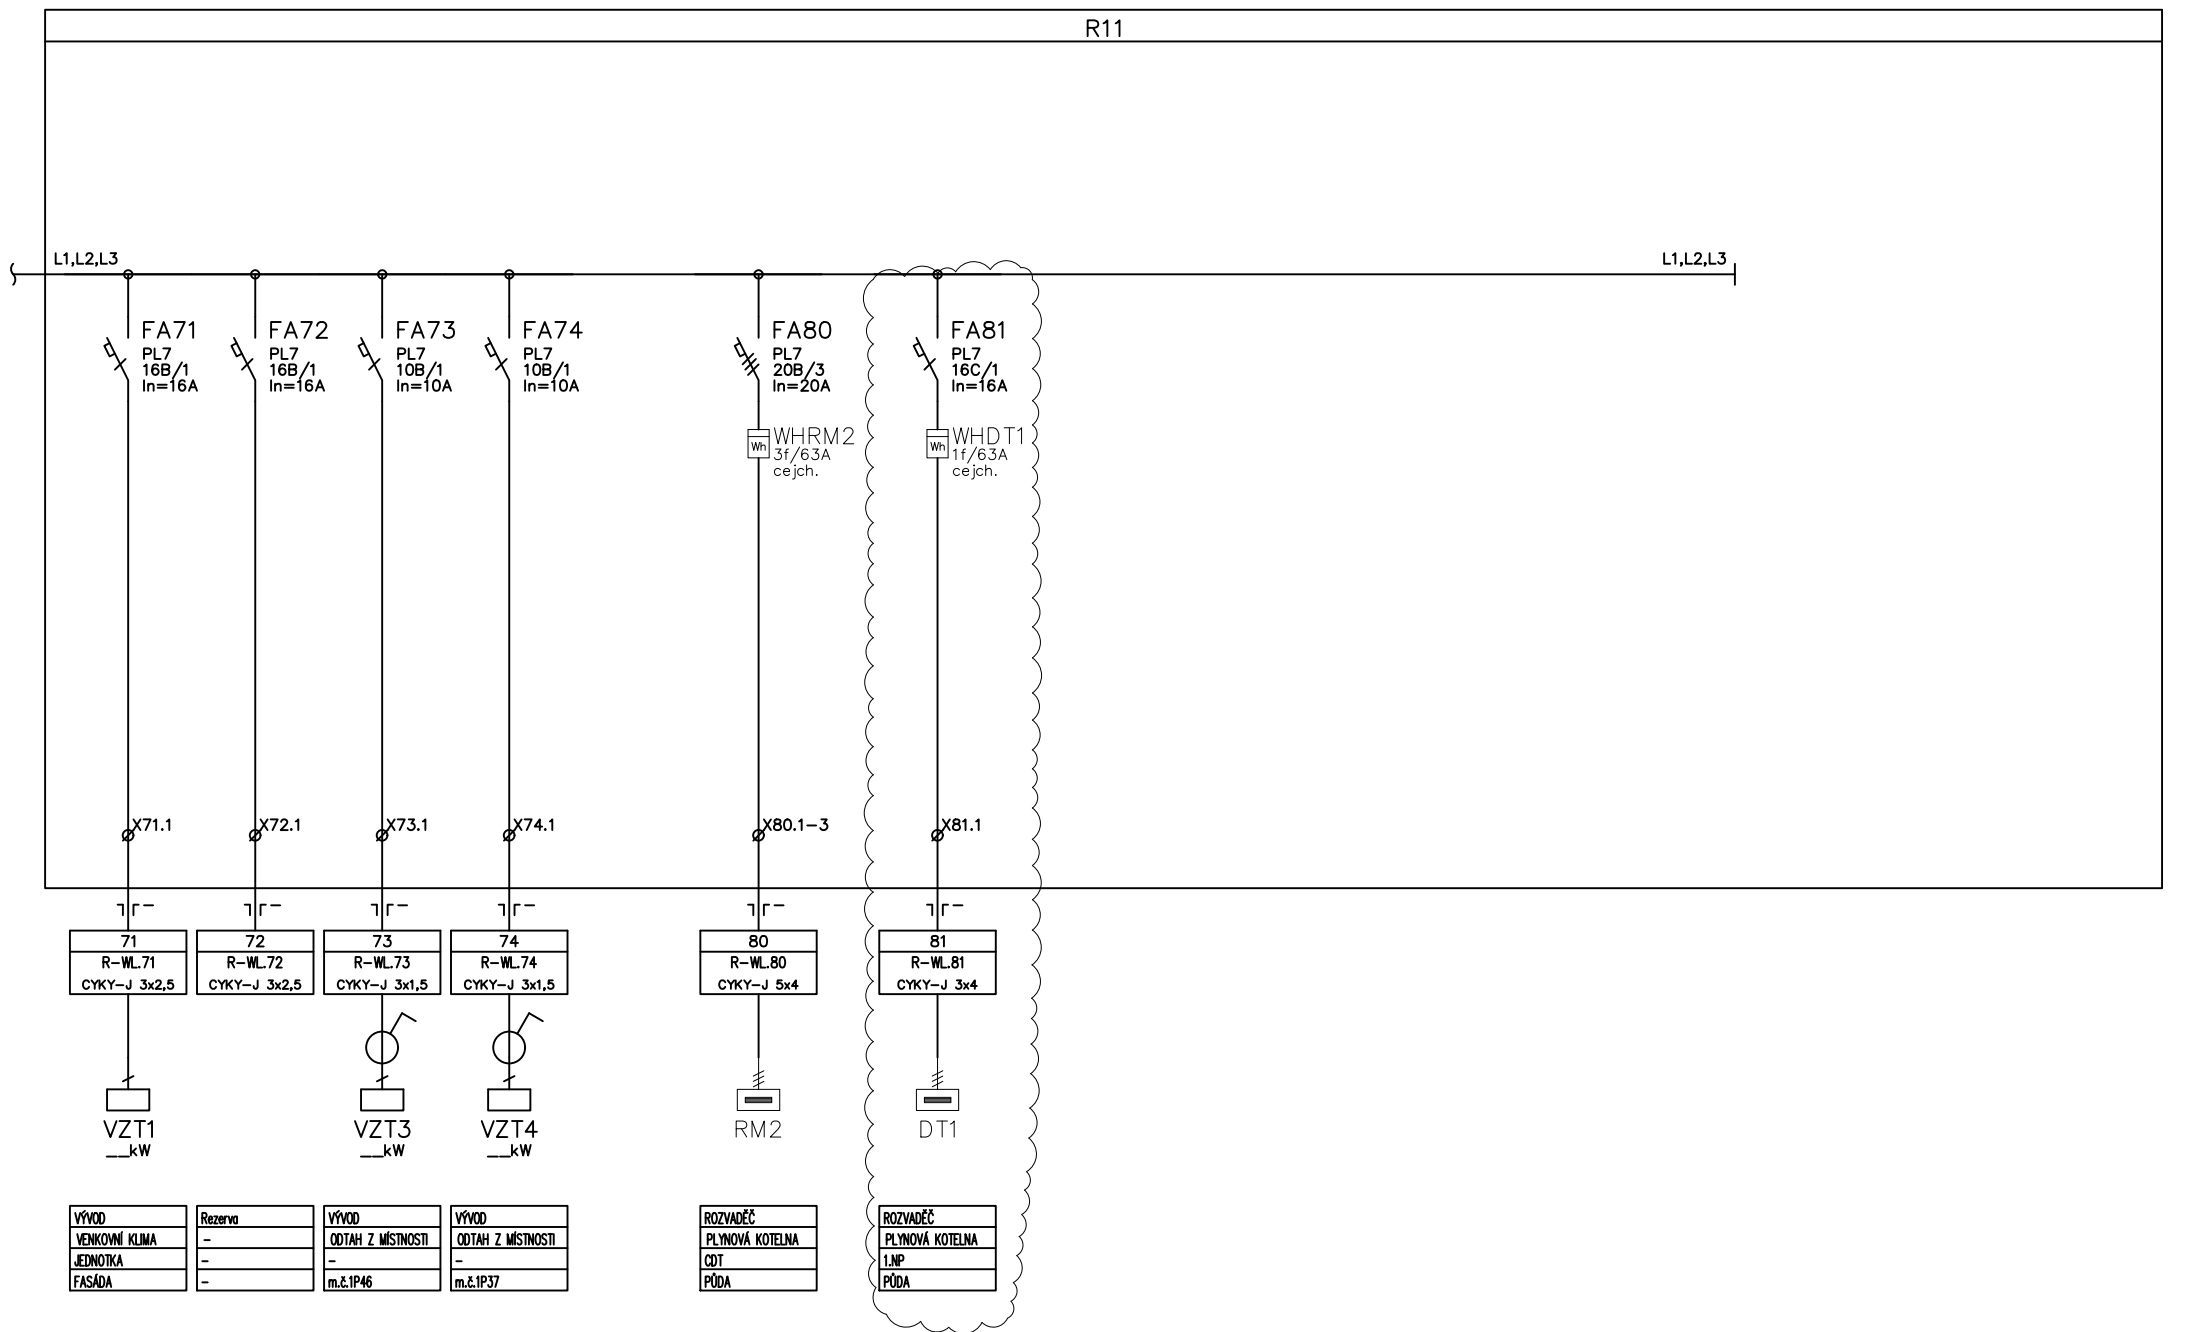 R11
L1,L2,L3
L1,L2,L3
FA71
PL7
16B/1
In=16A
FA72
PL7
16B/1
In=16A
FA73
PL7
10B/1
In=10A
FA74
PL7
10B/1
In=10A
FA80
PL7
20B/3
In=20A
FA81
PL7
16C/1
In=16A
Wh
WHRM2
3f/63A
cejch.
Wh
WHDT1
1f/63A
cejch.
X71.1
X72.1
X73.1
X74.1
X80.1-3
X81.1
71
R-WL.71
CYKY-J 3x2,5
72
R-WL.72
CYKY-J 3x2,5
73
R-WL.73
CYKY-J 3x1,5
74
R-WL.74
CYKY-J 3x1,5
80
R-WL.80
CYKY-J 5x4
81
R-WL.81
CYKY-J 3x4
VZT1
__kW
VZT3
__kW
VZT4
__kW
RM2
DT1
VÝVOD
VENKOVNÍ KLIMA
JEDNOTKA
FASÁDA
Rezerva
-
-
-
VÝVOD
ODTAH Z MÍSTNOSTI
-
m.č.1P46
VÝVOD
ODTAH Z MÍSTNOSTI
-
m.č.1P37
ROZVADĚČ
PLYNOVÁ KOTELNA
CDT
PŮDA
ROZVADĚČ
PLYNOVÁ KOTELNA
1.NP
PŮDA